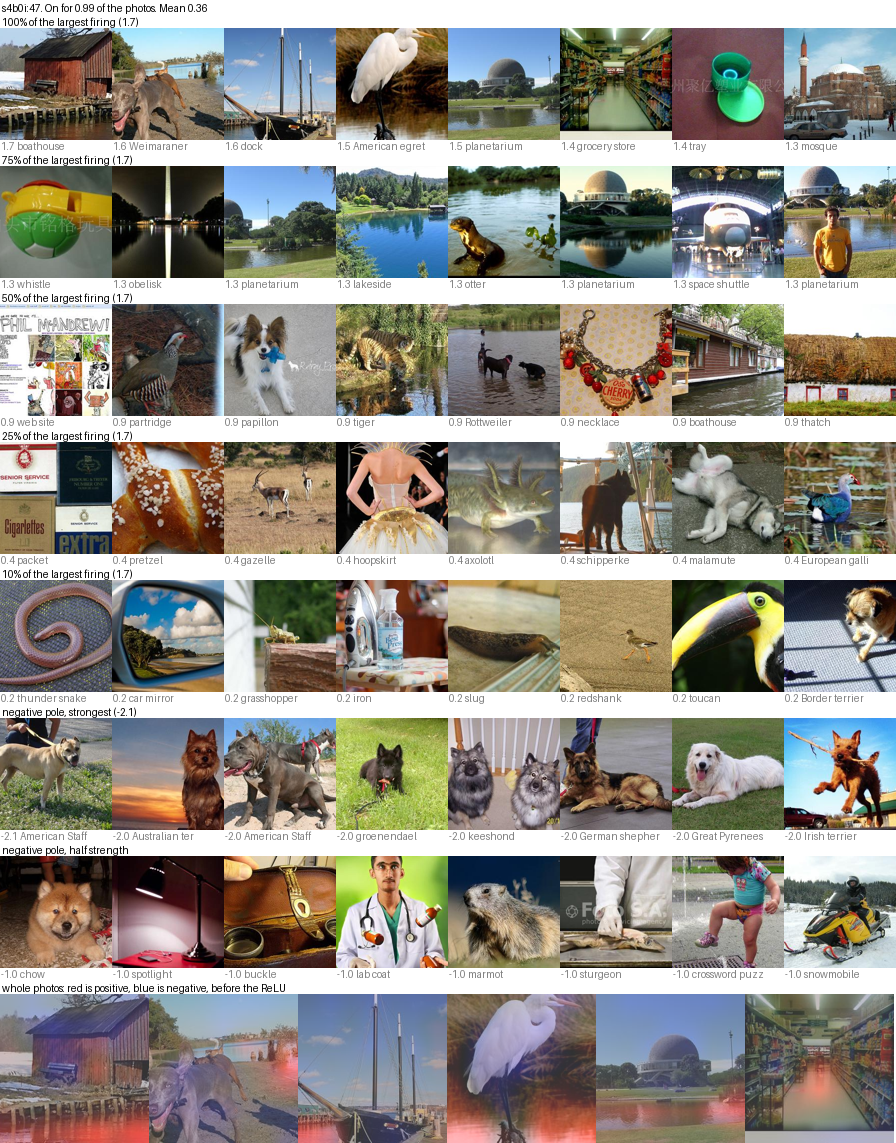 s4b0i:47. On for 0.99 of the photos. Mean 0.36
100% of the largest firing (1.7)
1.7 boathouse 1.6 Weimaraner 1.6 dock 1.5 American egret 1.5 planetarium 1.4 grocery store 1.4 tray 1.3 mosque
75% of the largest firing (1.7)
1.3 whistle 1.3 obelisk 1.3 planetarium 1.3 lakeside 1.3 otter 1.3 planetarium 1.3 space shuttle 1.3 planetarium
50% of the largest firing (1.7)
PHIL McANDREW!
0.9 web site 0.9 partridge 0.9 papillon 0.9 tiger 0.9 Rottweiler 0.9 necklace 0.9 boathouse 0.9 thatch
25% of the largest firing (1.7)
SENIOR SERVICE
SENIOR SERVICE
Cigarettes
extra
0.4 packet 0.4 pretzel 0.4 gazelle 0.4 hoopskirt 0.4 axolotl 0.4 schipperke 0.4 malamute 0.4 European galli
10% of the largest firing (1.7)
0.2 thunder snake 0.2 car mirror 0.2 grasshopper 0.2 iron 0.2 slug 0.2 redshank 0.2 toucan 0.2 Border terrier
negative pole, strongest (-2.1)
-2.1 American Staff -2.0 Australian ter -2.0 American Staff -2.0 groenendael -2.0 keeshond -2.0 German shepher -2.0 Great Pyrenees -2.0 Irish terrier
negative pole, half strength
-1.0 chow -1.0 spotlight -1.0 buckle -1.0 lab coat -1.0 marmot -1.0 sturgeon -1.0 crossword puzz -1.0 snowmobile
whole photos: red is positive, blue is negative, before the ReLU